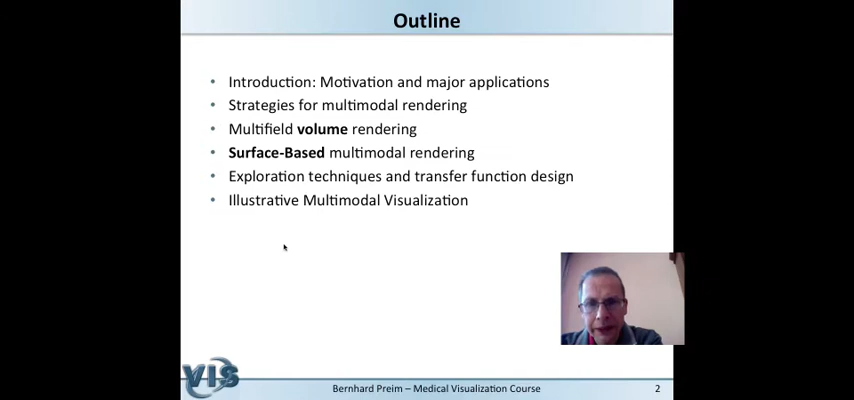 Outline
• Introduction: Motivation and major applications
• Strategies for multimodal rendering
• Multifield volume rendering
• Surface-Based multimodal rendering
• Exploration techniques and transfer function design
• Illustrative Multimodal Visualization
VIS
Bernhard Preim – Medical Visualization Course
2